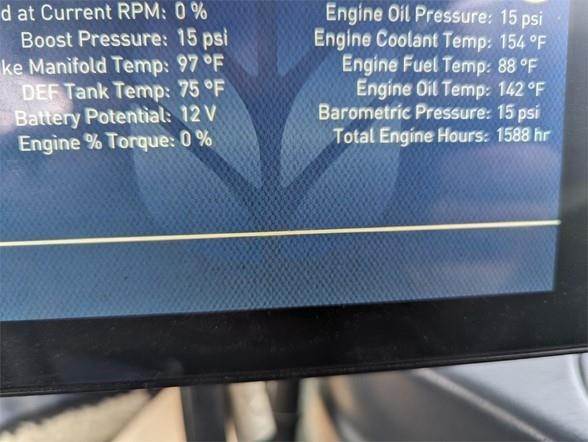 d at Current RPM: 0 %
Boost Pressure: 15 psi
ke Manifold Temp: 97 °F
DEF Tank Temp: 75 °F
Battery Potential: 12 V
Engine % Torque: 0 %
Engine Oil Pressure: 15 psi
Engine Coolant Temp: 154 °F
Engine Fuel Temp: 88 °F
Engine Oil Temp: 142 °F
Barometric Pressure: 15 psi
Total Engine Hours: 1588 hr